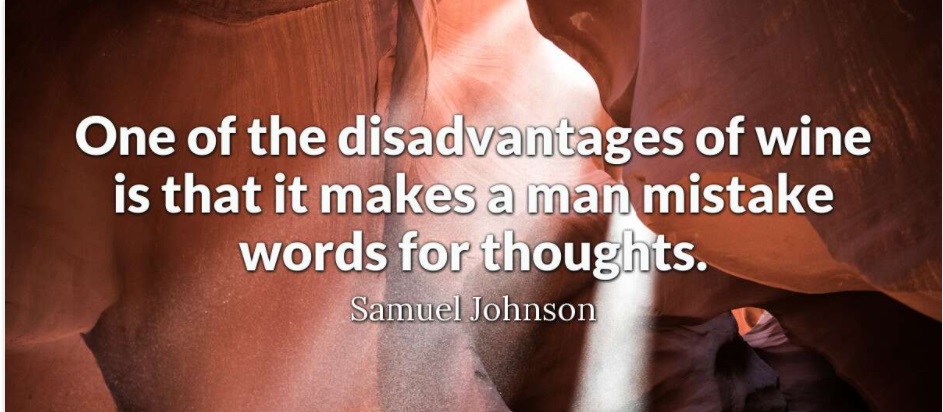 One of the disadvantages of wine
is that it makes a man mistake
words for thoughts.
Samuel Johnson